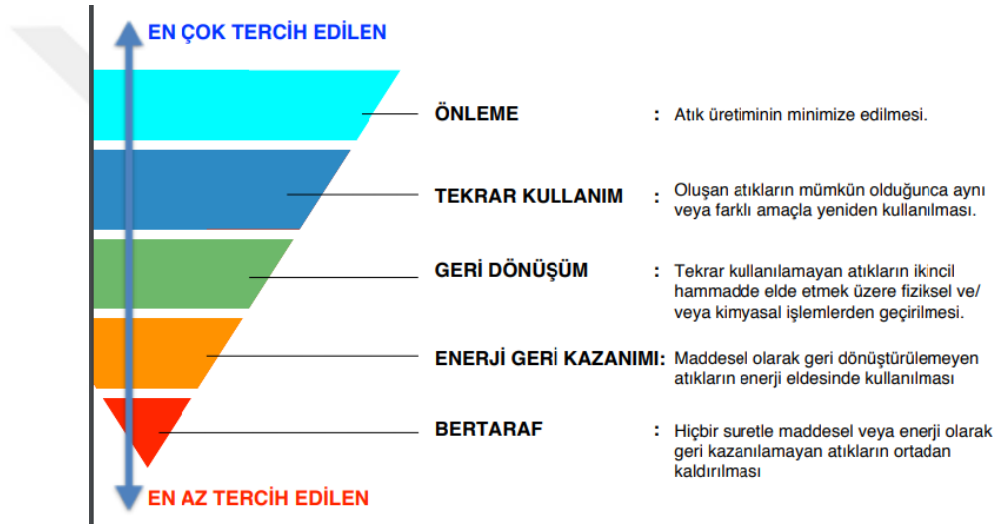 EN ÇOK TERCİH EDİLEN
ÖNLEME : Atık üretiminin minimize edilmesi.
TEKRAR KULLANIM : Oluşan atıkların mümkün olduğunca aynı
veya farklı amaçla yeniden kullanılması.
GERİ DÖNÜŞÜM : Tekrar kullanılamayan atıkların ikincil
hammadde elde etmek üzere fiziksel ve/
veya kimyasal işlemlerden geçirilmesi.
ENERJİ GERİ KAZANIMI: Maddesel olarak geri dönüştürülemeyen
atıkların enerji eldesinde kullanılması
BERTARAF : Hiçbir suretle maddesel veya enerji olarak
geri kazanılamayan atıkların ortadan
kaldırılması
EN AZ TERCİH EDİLEN